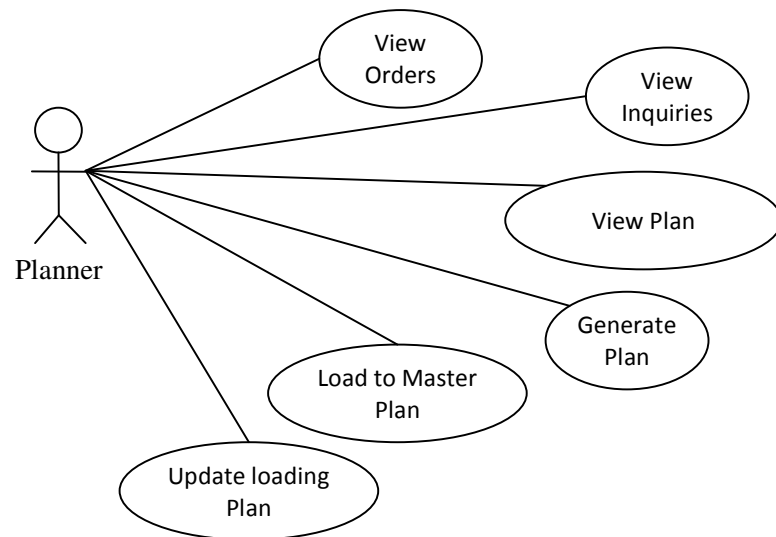 View
Orders
View
Inquiries
View Plan
Planner
Generate
Plan
Load to Master
Plan
Update loading
Plan